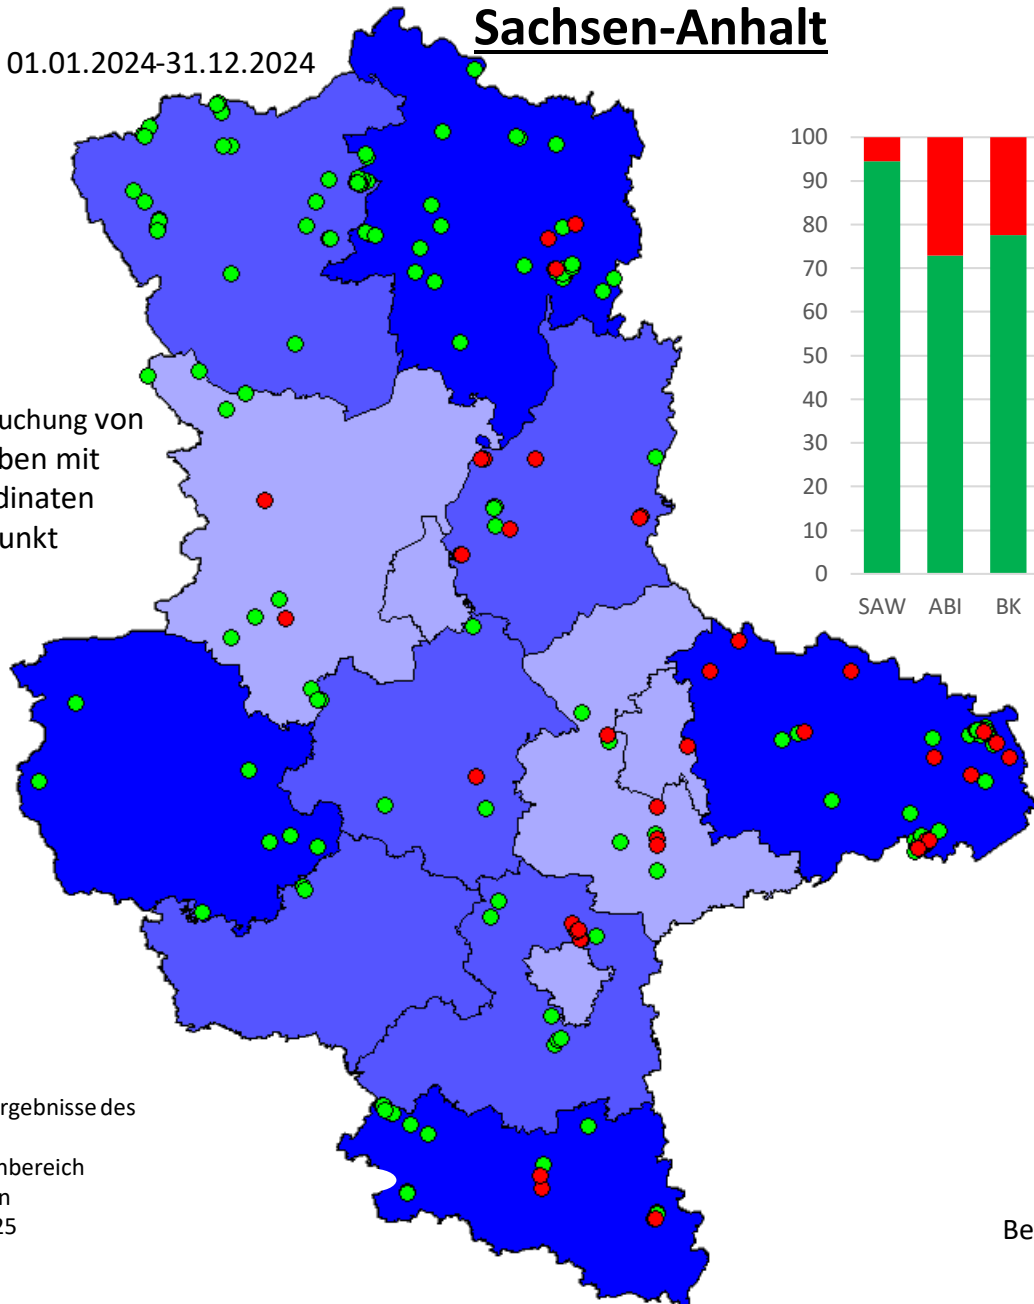 Sachsen-Anhalt
01.01.2024-31.12.2024
100
90
80
70
60
50
40
30
20
10
0
SAW ABI BK
uchung von
ben mit
dinaten
unkt
rgebnisse des
nbereich
n
25
Be